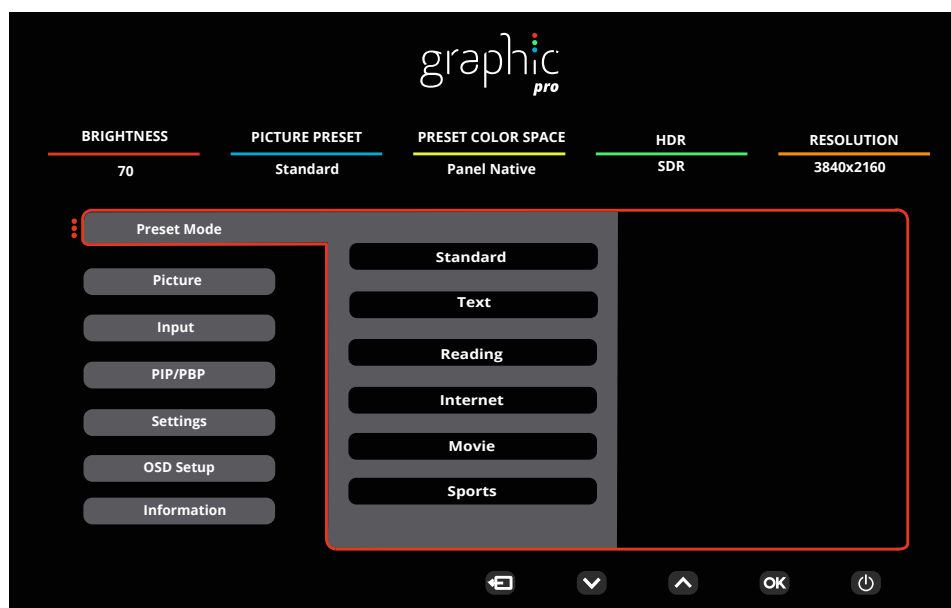 graphic
pro
BRIGHTNESS PICTURE PRESET PRESET COLOR SPACE HDR RESOLUTION
70 Standard Panel Native SDR 3840x2160
Preset Mode
Picture
Input
PIP/PBP
Settings
OSD Setup
Information
Standard
Text
Reading
Internet
Movie
Sports
OK